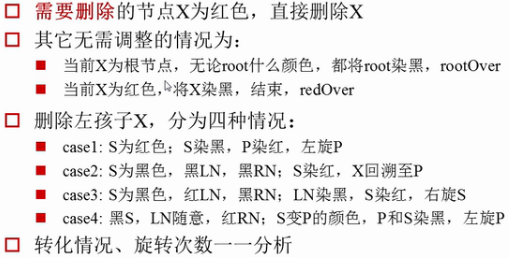 需要删除的节点X为红色，直接删除X
其它无需调整的情况为：
当前X为根节点，无论root什么颜色，都将root染黑，rootOver
当前X为红色，将X染黑，结束，redOver
删除左孩子X，分为四种情况：
case1: S为红色；S染黑，P染红，左旋P
case2: S为黑色，黑LN，黑RN；S染红，X回溯至P
case3: S为黑色，红LN，黑RN；LN染黑，S染红，右旋S
case4: 黑S，LN随意，红RN；S变P的颜色，P和S染黑，左旋P
转化情况、旋转次数一一分析